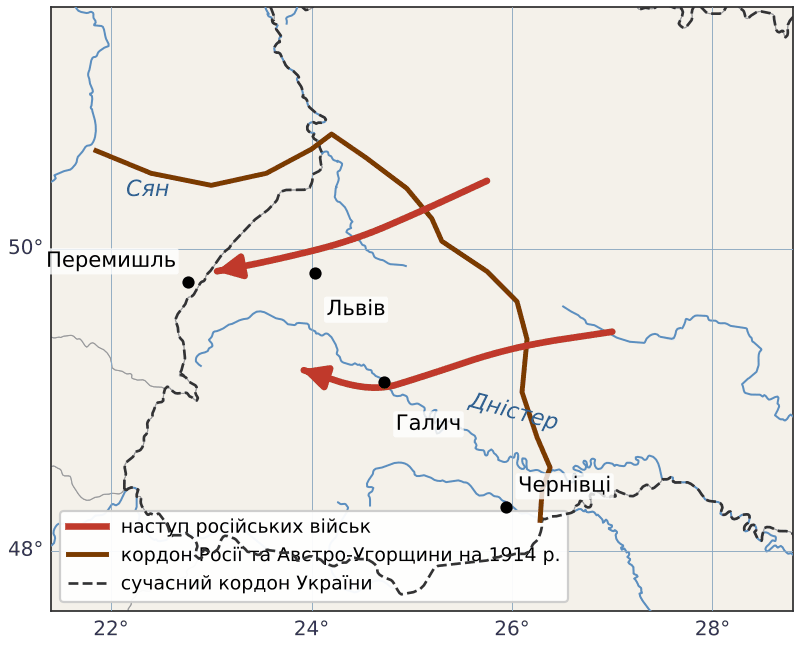 Сян
50°
Перемишль
Львів
Дністер
Галич
Чернівці
наступ російських військ
кордон Росії та Австро-Угорщини на 1914 р.
48°
сучасний кордон України
22°
24°
26°
28°